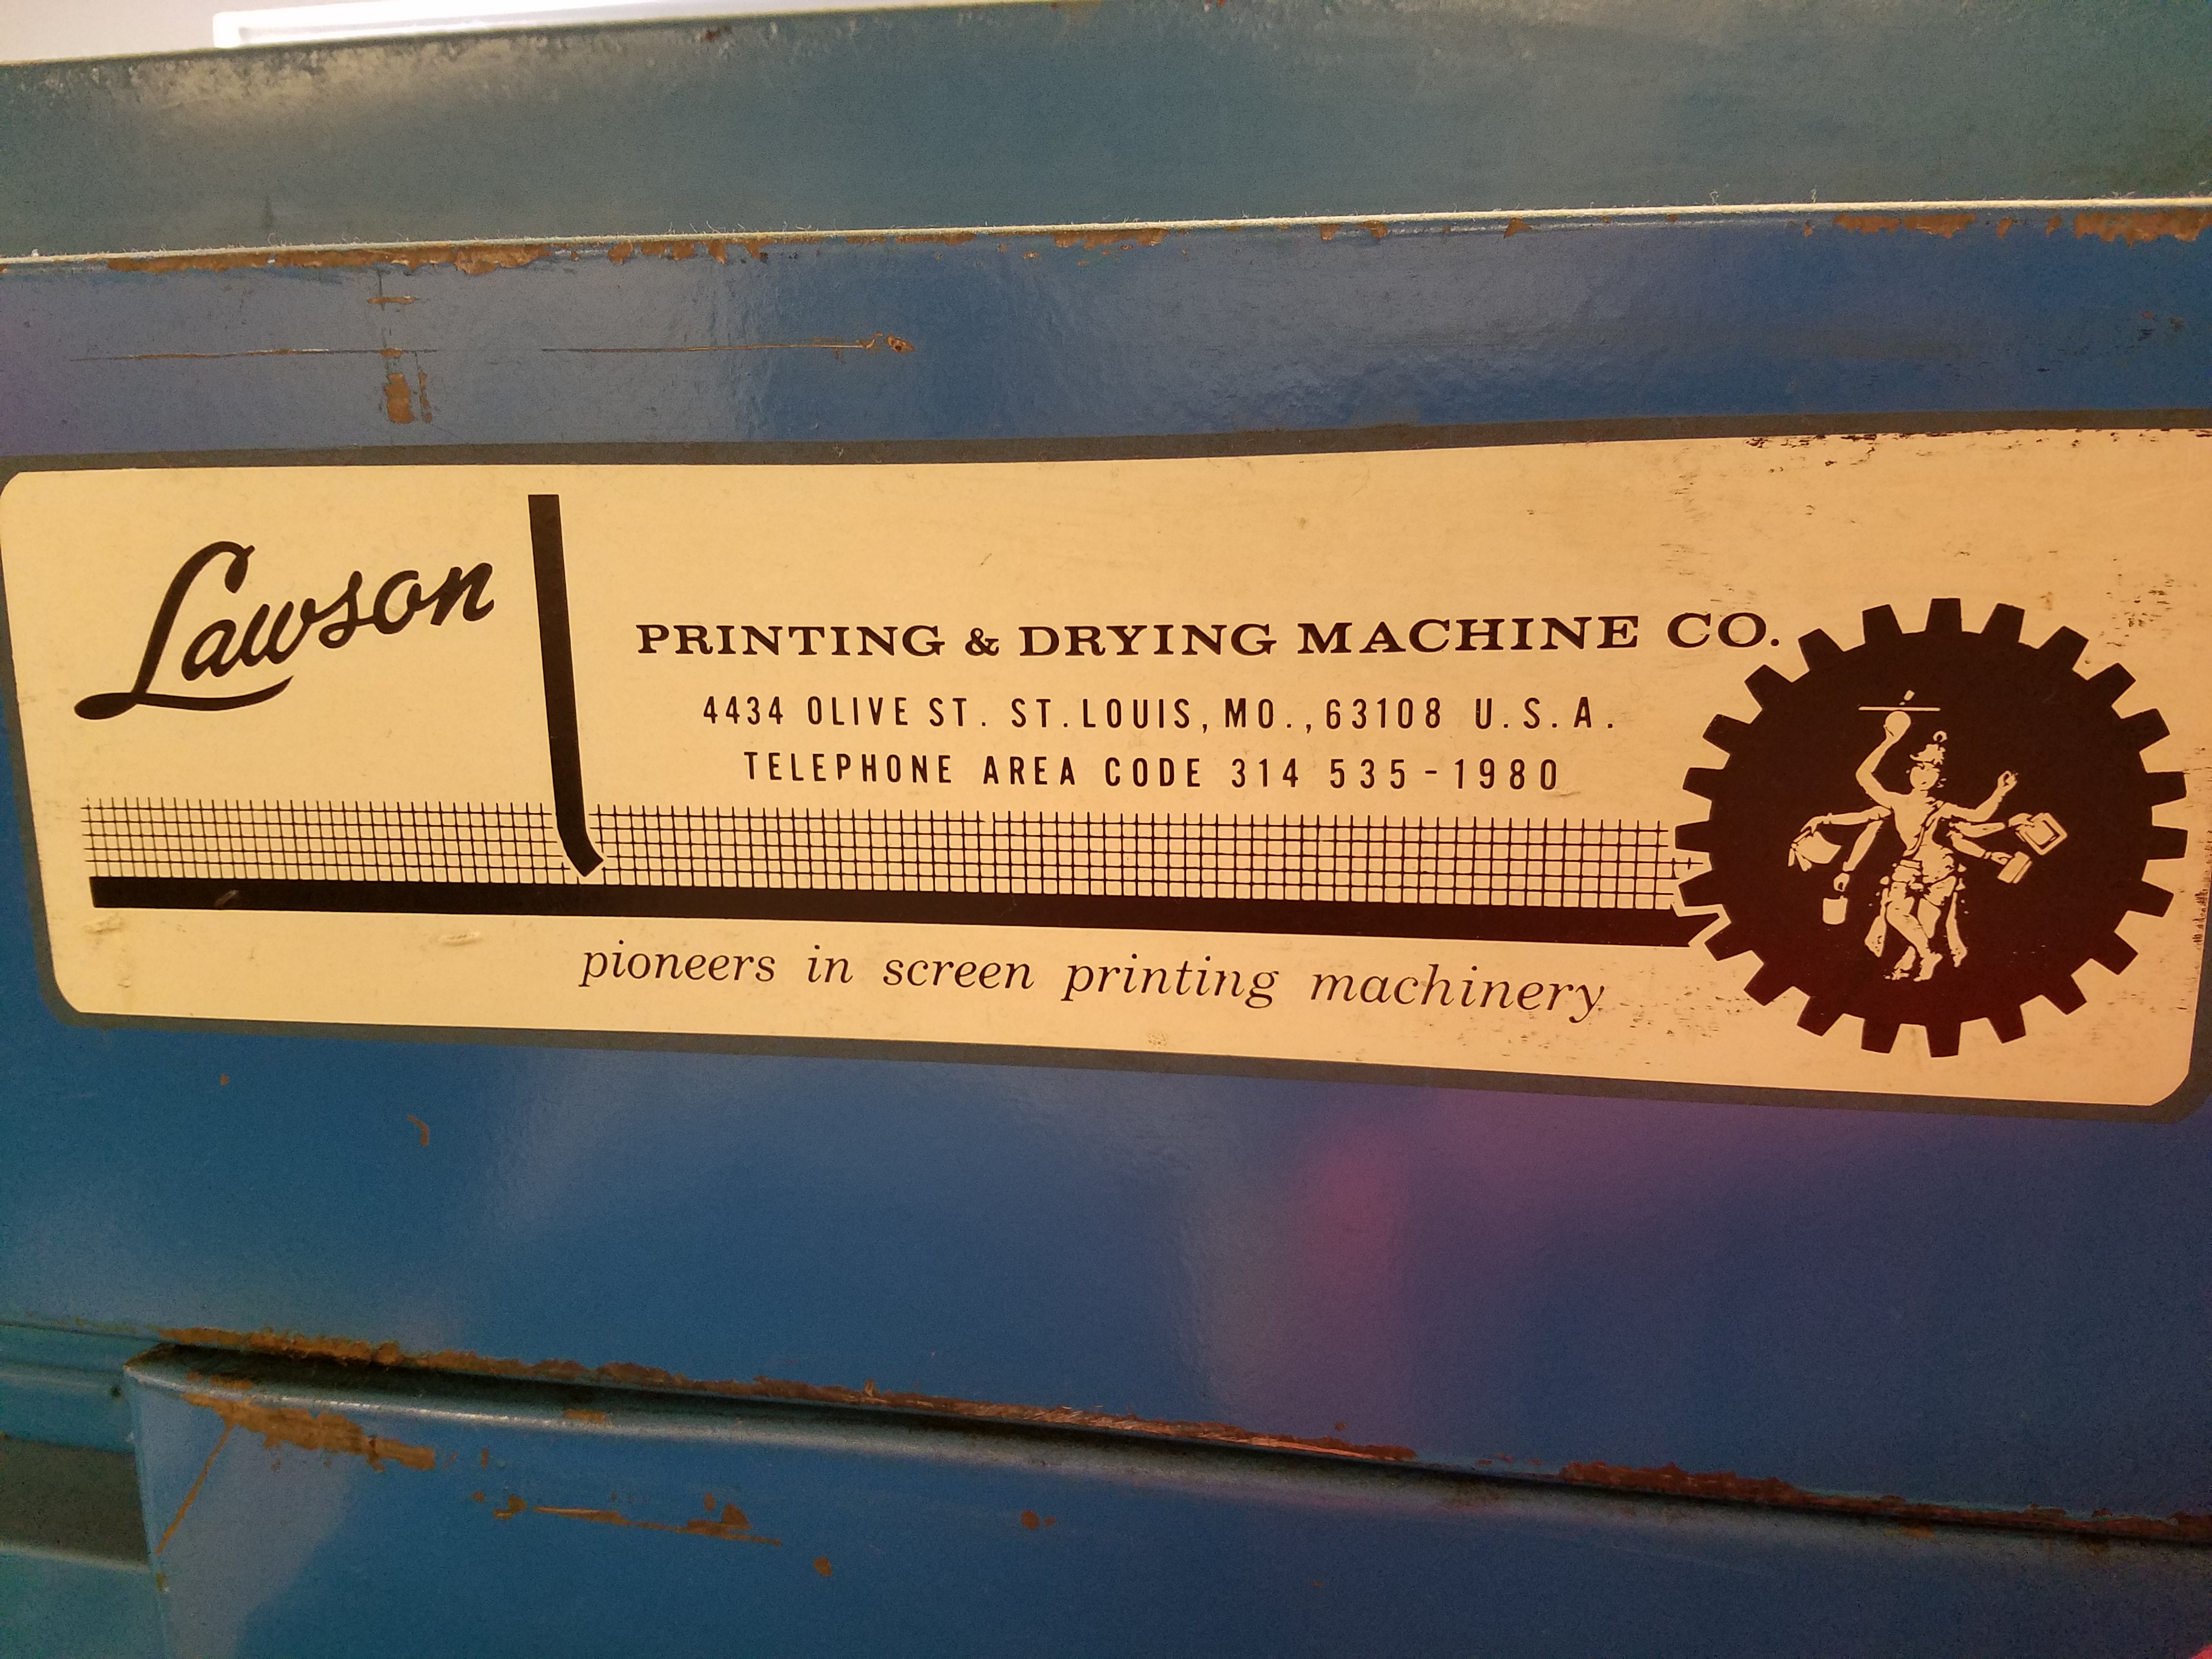 Lawson
PRINTING & DRYING MACHINE CO.
4434 OLIVE ST. ST. LOUIS, MO., 63108 U.S.A.
TELEPHONE AREA CODE 314 535-1980
pioneers in screen printing machinery